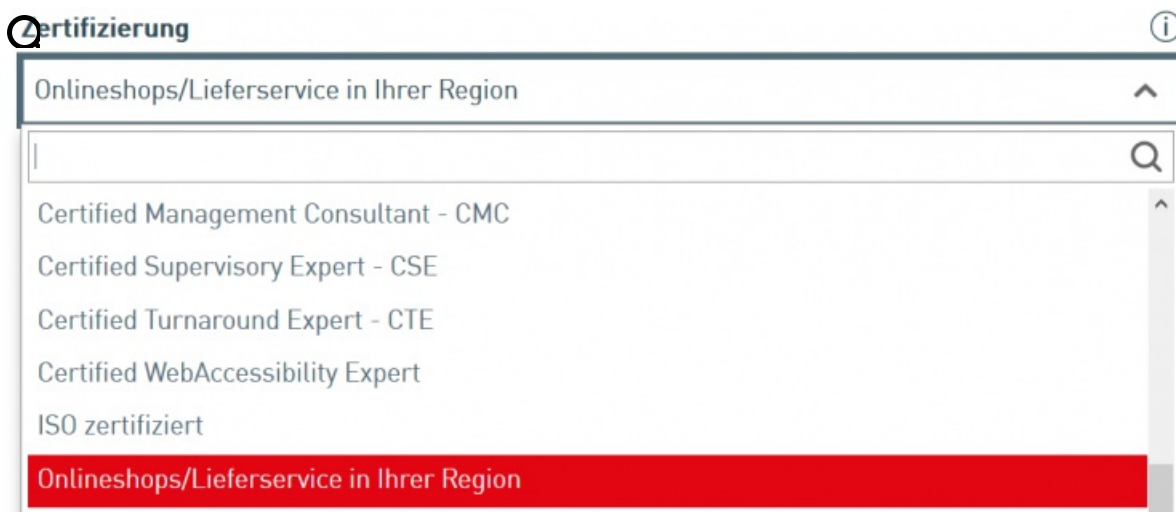 Zertifizierung
Onlineshops/Lieferservice in Ihrer Region
Certified Management Consultant - CMC
Certified Supervisory Expert - CSE
Certified Turnaround Expert - CTE
Certified WebAccessibility Expert
ISO zertifiziert
Onlineshops/Lieferservice in Ihrer Region